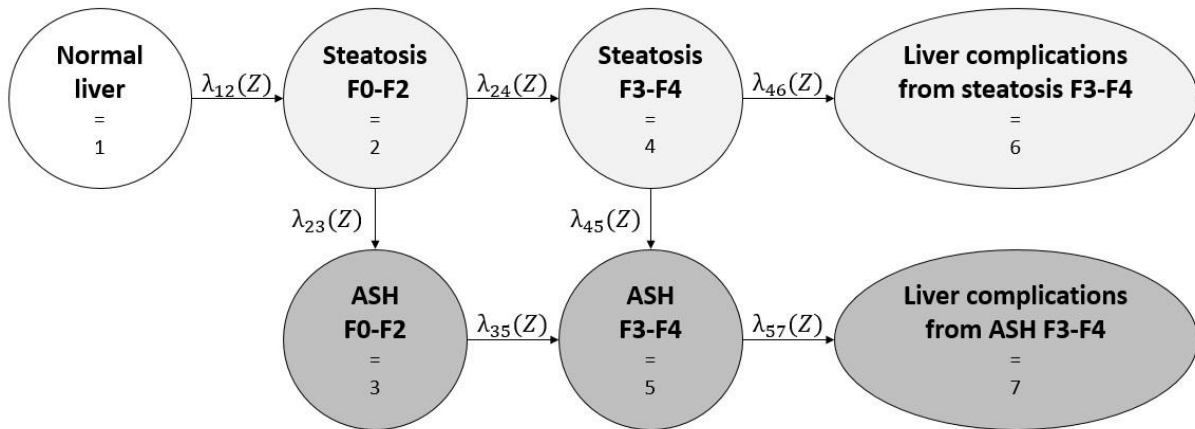 Normal
liver
=
1
λ₁₂(Z)
Steatosis
F0-F2
=
2
λ₂₄(Z)
Steatosis
F3-F4
=
4
λ₄₆(Z)
Liver complications
from steatosis F3-F4
=
6
λ₂₃(Z)
λ₄₅(Z)
ASH
F0-F2
=
3
λ₃₅(Z)
ASH
F3-F4
=
5
λ₅₇(Z)
Liver complications
from ASH F3-F4
=
7